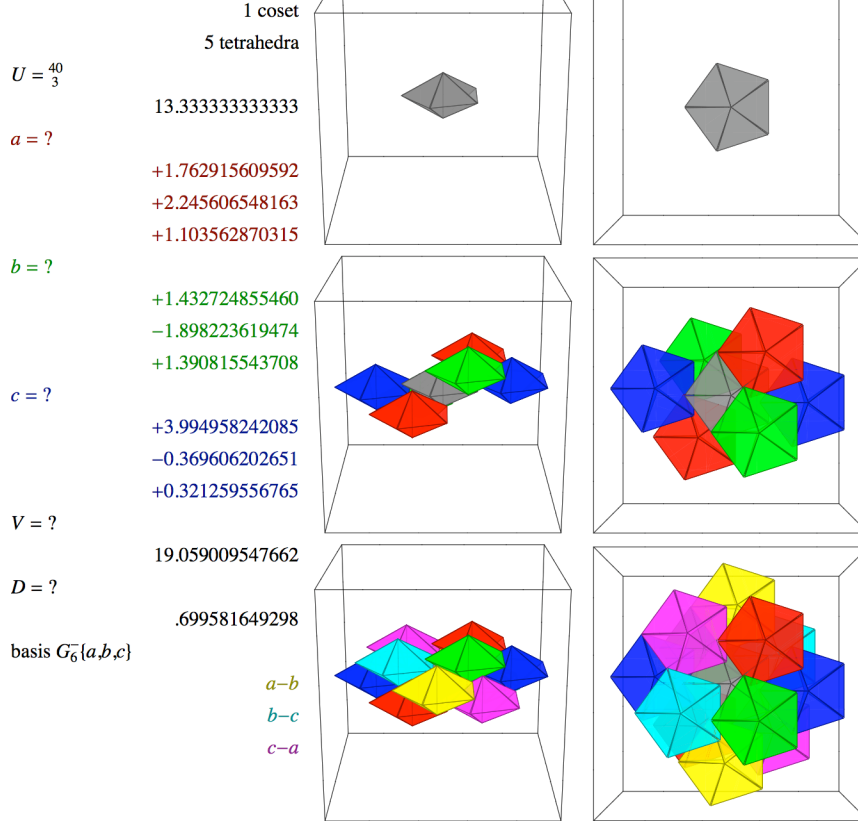 1 coset
5 tetrahedra
U = 40/3
13.333333333333
a = ?
+1.762915609592
+2.245606548163
+1.103562870315
b = ?
+1.432724855460
−1.898223619474
+1.390815543708
c = ?
+3.994958242085
−0.369606202651
+0.321259556765
V = ?
19.059009547662
D = ?
.699581649298
basis G₆⁻{a,b,c}
a−b
b−c
c−a